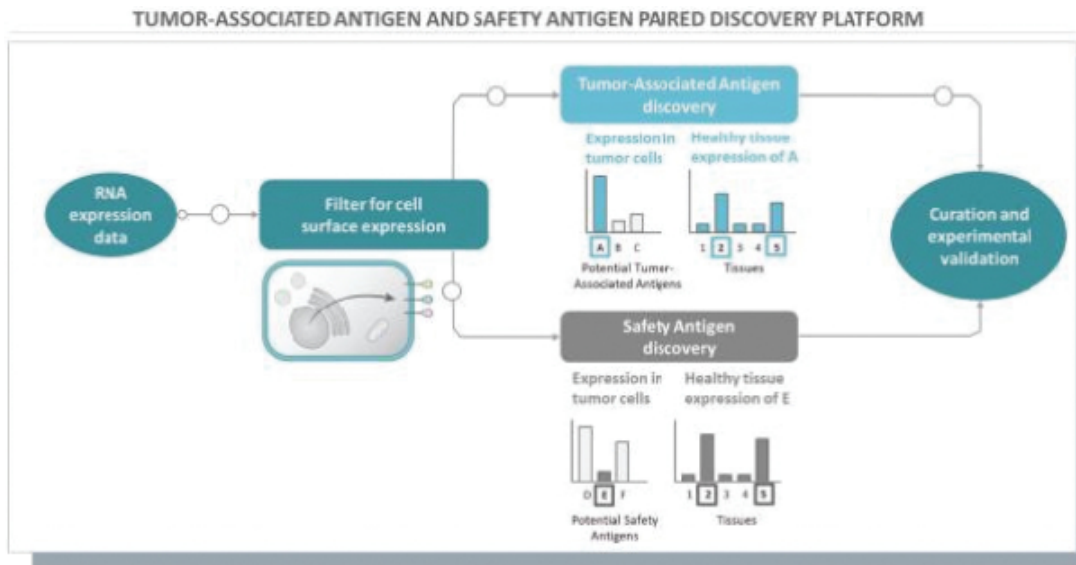 TUMOR-ASSOCIATED ANTIGEN AND SAFETY ANTIGEN PAIRED DISCOVERY PLATFORM
RNA
expression
data
Filter for cell
surface expression
Tumor-Associated Antigen
discovery
Expression in
tumor cells
Healthy tissue
expression of A
A B C
1 2 3 4 5
Potential Tumor-
Associated Antigens
Tissues
Safety Antigen
discovery
Expression in
tumor cells
Healthy tissue
expression of E
D E F
1 2 3 4 5
Potential Safety
Antigens
Tissues
Curation and
experimental
validation